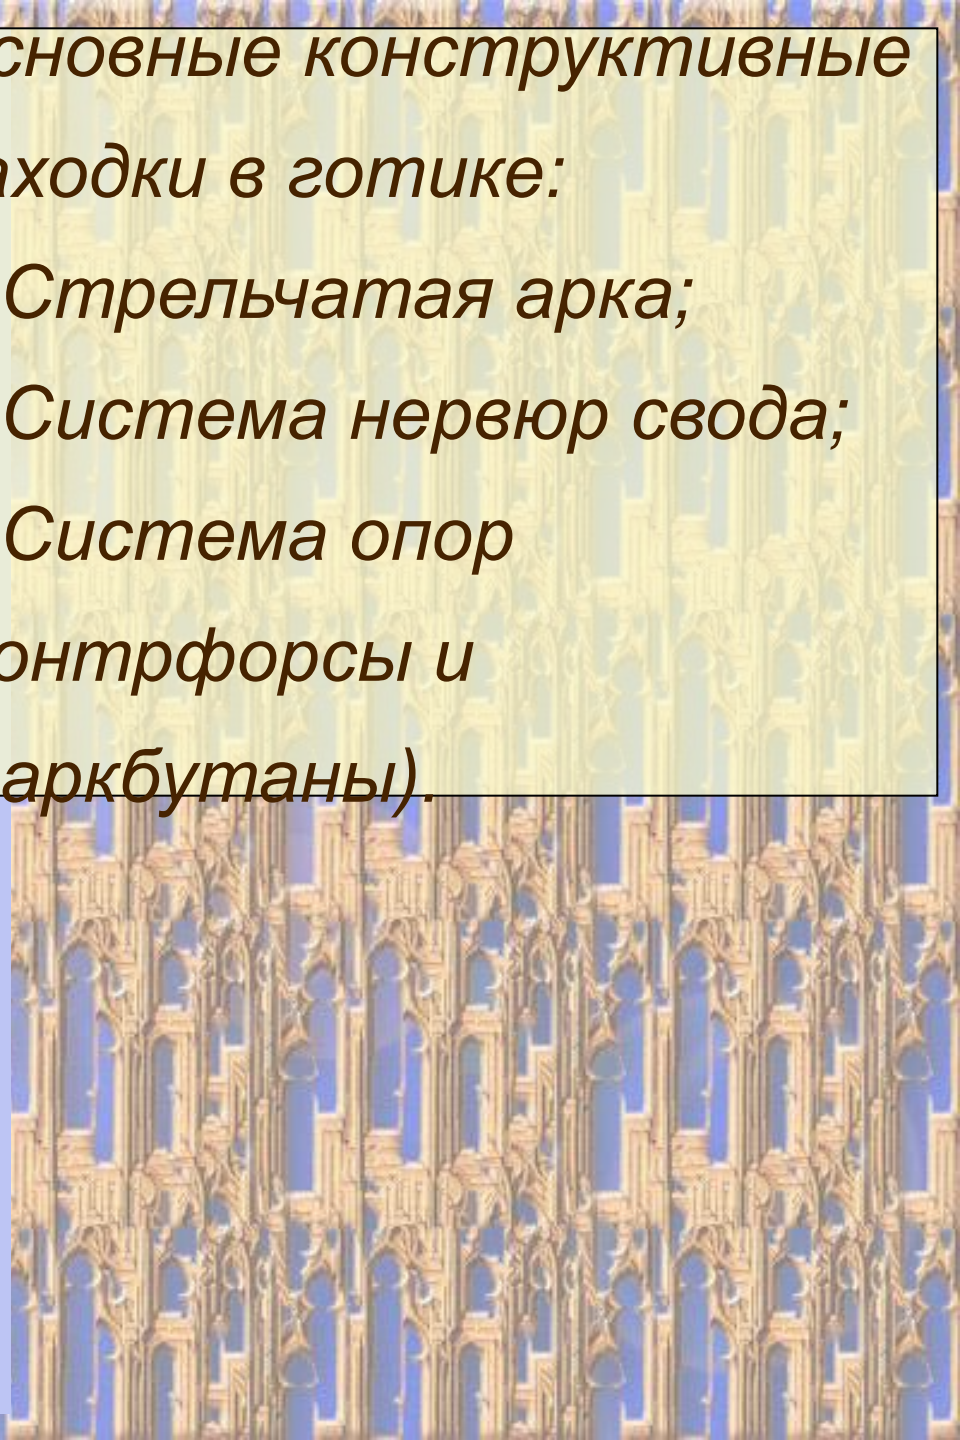 сновные конструктивные
аходки в готике:
Стрельчатая арка;
Система нервюр свода;
Система опор
онтрфорсы и
аркбутаны).